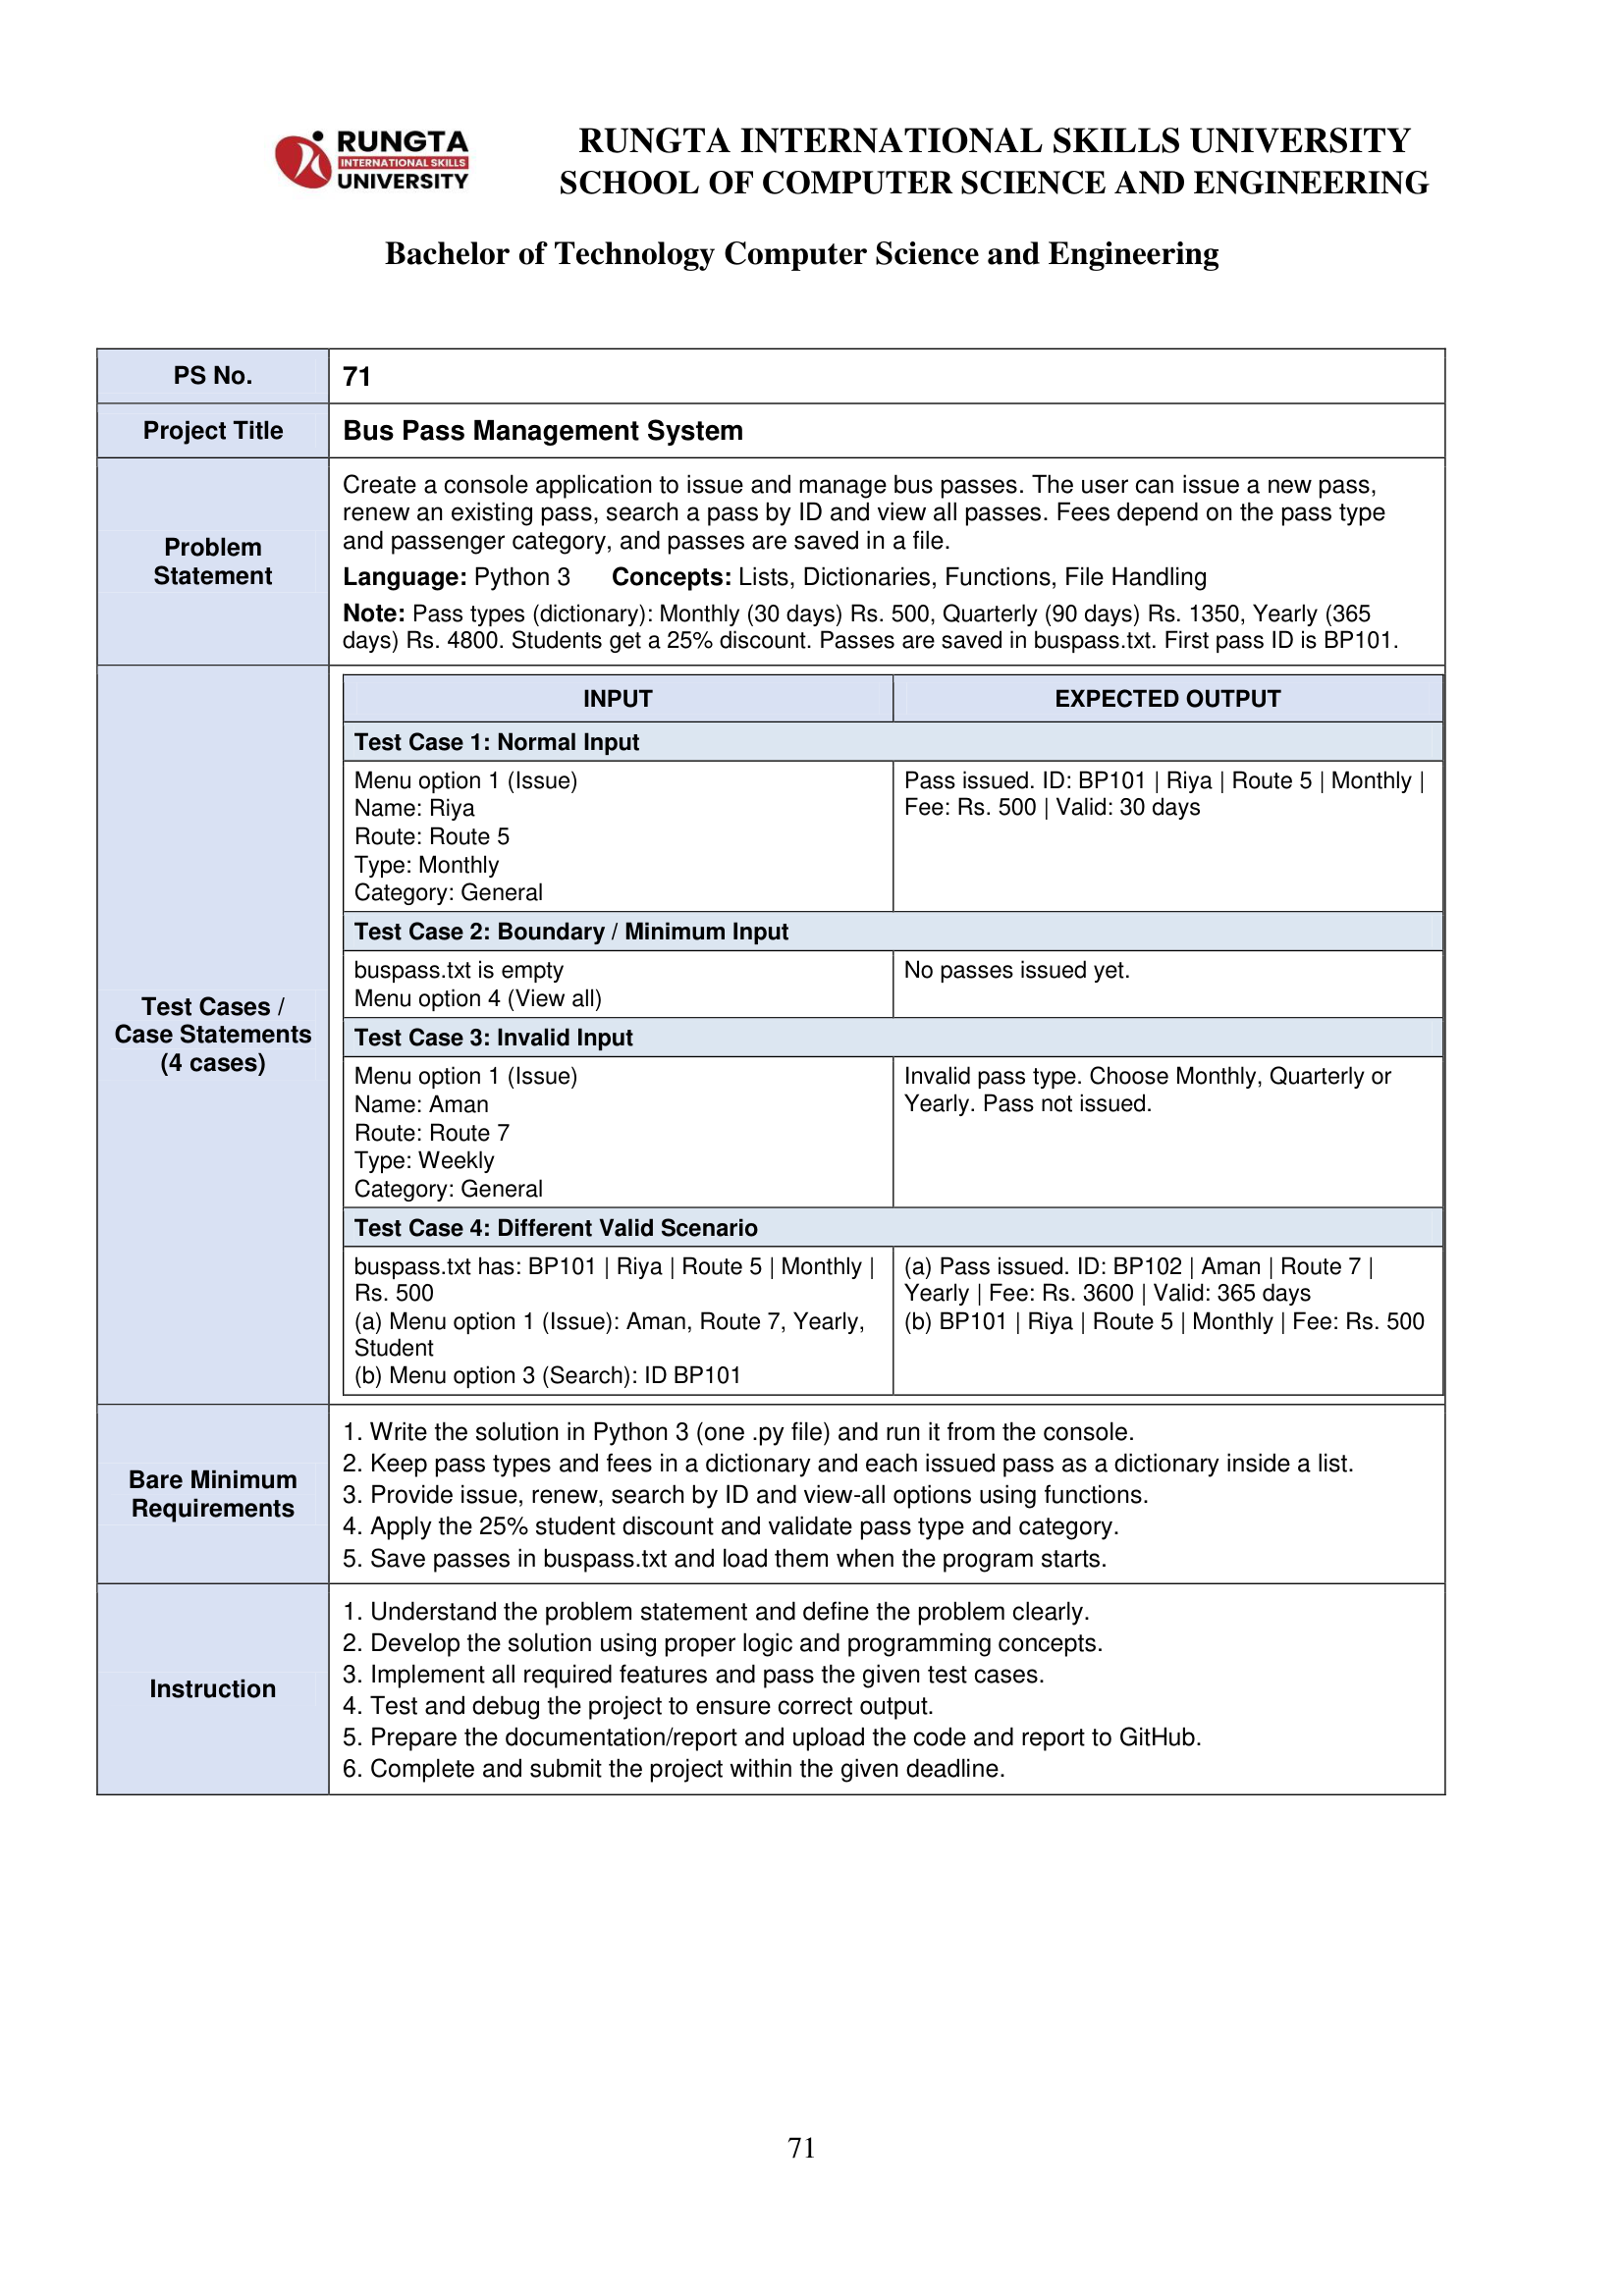 RUNGTA
INTERNATIONAL SKILLS
UNIVERSITY
RUNGTA INTERNATIONAL SKILLS UNIVERSITY
SCHOOL OF COMPUTER SCIENCE AND ENGINEERING
Bachelor of Technology Computer Science and Engineering
PS No.
71
Project Title
Bus Pass Management System
Problem
Statement
Create a console application to issue and manage bus passes. The user can issue a new pass,
renew an existing pass, search a pass by ID and view all passes. Fees depend on the pass type
and passenger category, and passes are saved in a file.
Language: Python 3 Concepts: Lists, Dictionaries, Functions, File Handling
Note: Pass types (dictionary): Monthly (30 days) Rs. 500, Quarterly (90 days) Rs. 1350, Yearly (365
days) Rs. 4800. Students get a 25% discount. Passes are saved in buspass.txt. First pass ID is BP101.
Test Cases /
Case Statements
(4 cases)
INPUT
EXPECTED OUTPUT
Test Case 1: Normal Input
Menu option 1 (Issue)
Name: Riya
Route: Route 5
Type: Monthly
Category: General
Pass issued. ID: BP101 | Riya | Route 5 | Monthly |
Fee: Rs. 500 | Valid: 30 days
Test Case 2: Boundary / Minimum Input
buspass.txt is empty
Menu option 4 (View all)
No passes issued yet.
Test Case 3: Invalid Input
Menu option 1 (Issue)
Name: Aman
Route: Route 7
Type: Weekly
Category: General
Invalid pass type. Choose Monthly, Quarterly or
Yearly. Pass not issued.
Test Case 4: Different Valid Scenario
buspass.txt has: BP101 | Riya | Route 5 | Monthly |
Rs. 500
(a) Menu option 1 (Issue): Aman, Route 7, Yearly,
Student
(b) Menu option 3 (Search): ID BP101
(a) Pass issued. ID: BP102 | Aman | Route 7 |
Yearly | Fee: Rs. 3600 | Valid: 365 days
(b) BP101 | Riya | Route 5 | Monthly | Fee: Rs. 500
Bare Minimum
Requirements
1. Write the solution in Python 3 (one .py file) and run it from the console.
2. Keep pass types and fees in a dictionary and each issued pass as a dictionary inside a list.
3. Provide issue, renew, search by ID and view-all options using functions.
4. Apply the 25% student discount and validate pass type and category.
5. Save passes in buspass.txt and load them when the program starts.
Instruction
1. Understand the problem statement and define the problem clearly.
2. Develop the solution using proper logic and programming concepts.
3. Implement all required features and pass the given test cases.
4. Test and debug the project to ensure correct output.
5. Prepare the documentation/report and upload the code and report to GitHub.
6. Complete and submit the project within the given deadline.
71